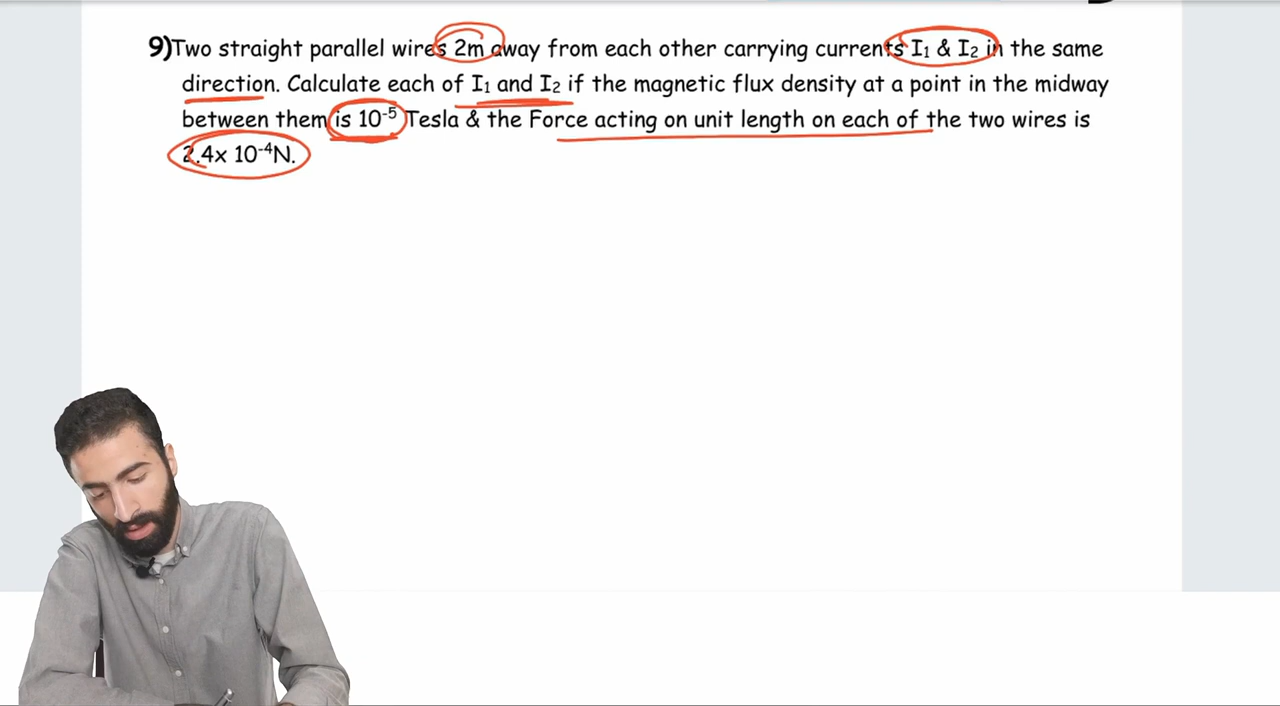 9)Two straight parallel wires 2m away from each other carrying currents I₁ & I₂ in the same
direction. Calculate each of I₁ and I₂ if the magnetic flux density at a point in the midway
between them is 10⁻⁵ Tesla & the Force acting on unit length on each of the two wires is
2.4x 10⁻⁴N.